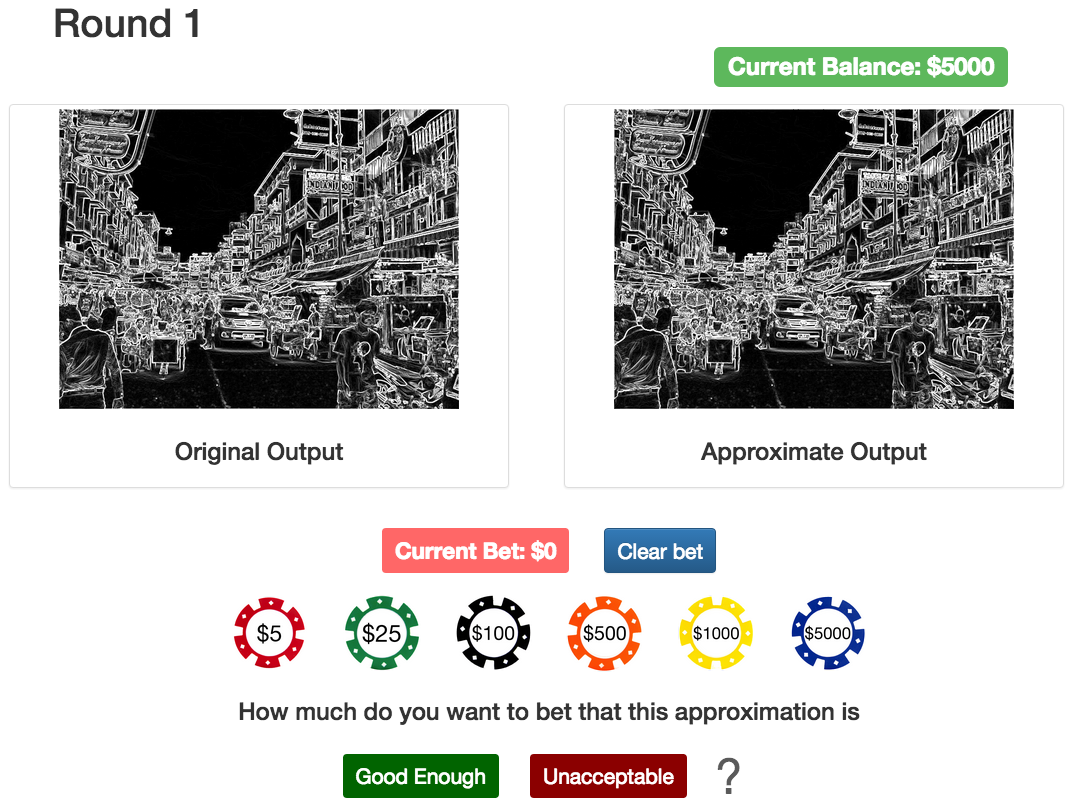 Round 1
Current Balance: $5000
Original Output
Approximate Output
Current Bet: $0
Clear bet
$5
$25
$100
$500
$1000
$5000
How much do you want to bet that this approximation is
Good Enough
Unacceptable
?